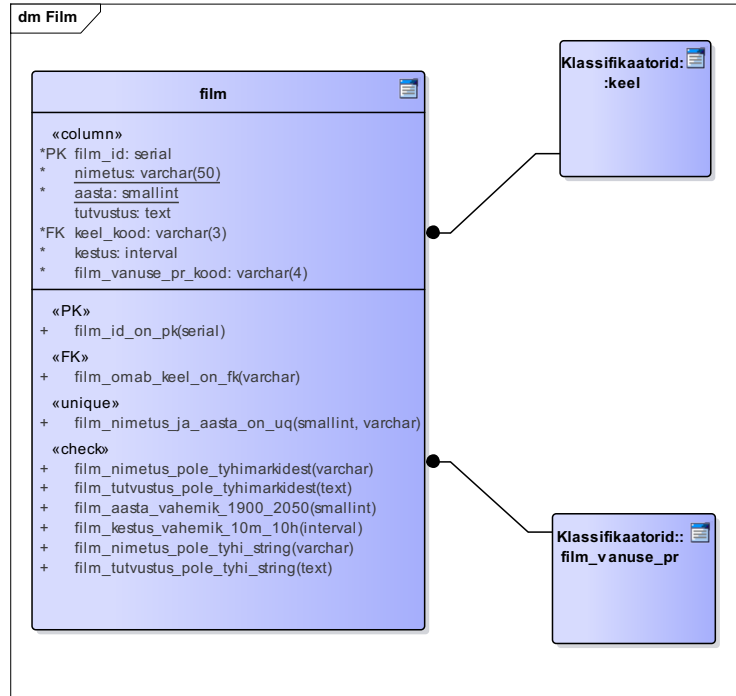 dm Film
film
«column»
*PK film_id: serial
* nimetus: varchar(50)
* aasta: smallint
tutvustus: text
*FK keel_kood: varchar(3)
* kestus: interval
* film_vanuse_pr_kood: varchar(4)
«PK»
+ film_id_on_pk(serial)
«FK»
+ film_omab_keel_on_fk(varchar)
«unique»
+ film_nimetus_ja_aasta_on_uq(smallint, varchar)
«check»
+ film_nimetus_pole_tyhimarkidest(varchar)
+ film_tutvustus_pole_tyhimarkidest(text)
+ film_aasta_vahemik_1900_2050(smallint)
+ film_kestus_vahemik_10m_10h(interval)
+ film_nimetus_pole_tyhi_string(varchar)
+ film_tutvustus_pole_tyhi_string(text)
Klassifikaatorid:
:keel
Klassifikaatorid::
film_vanuse_pr